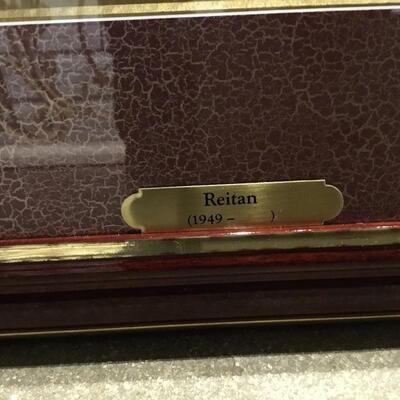 Reitan
(1949 –      )